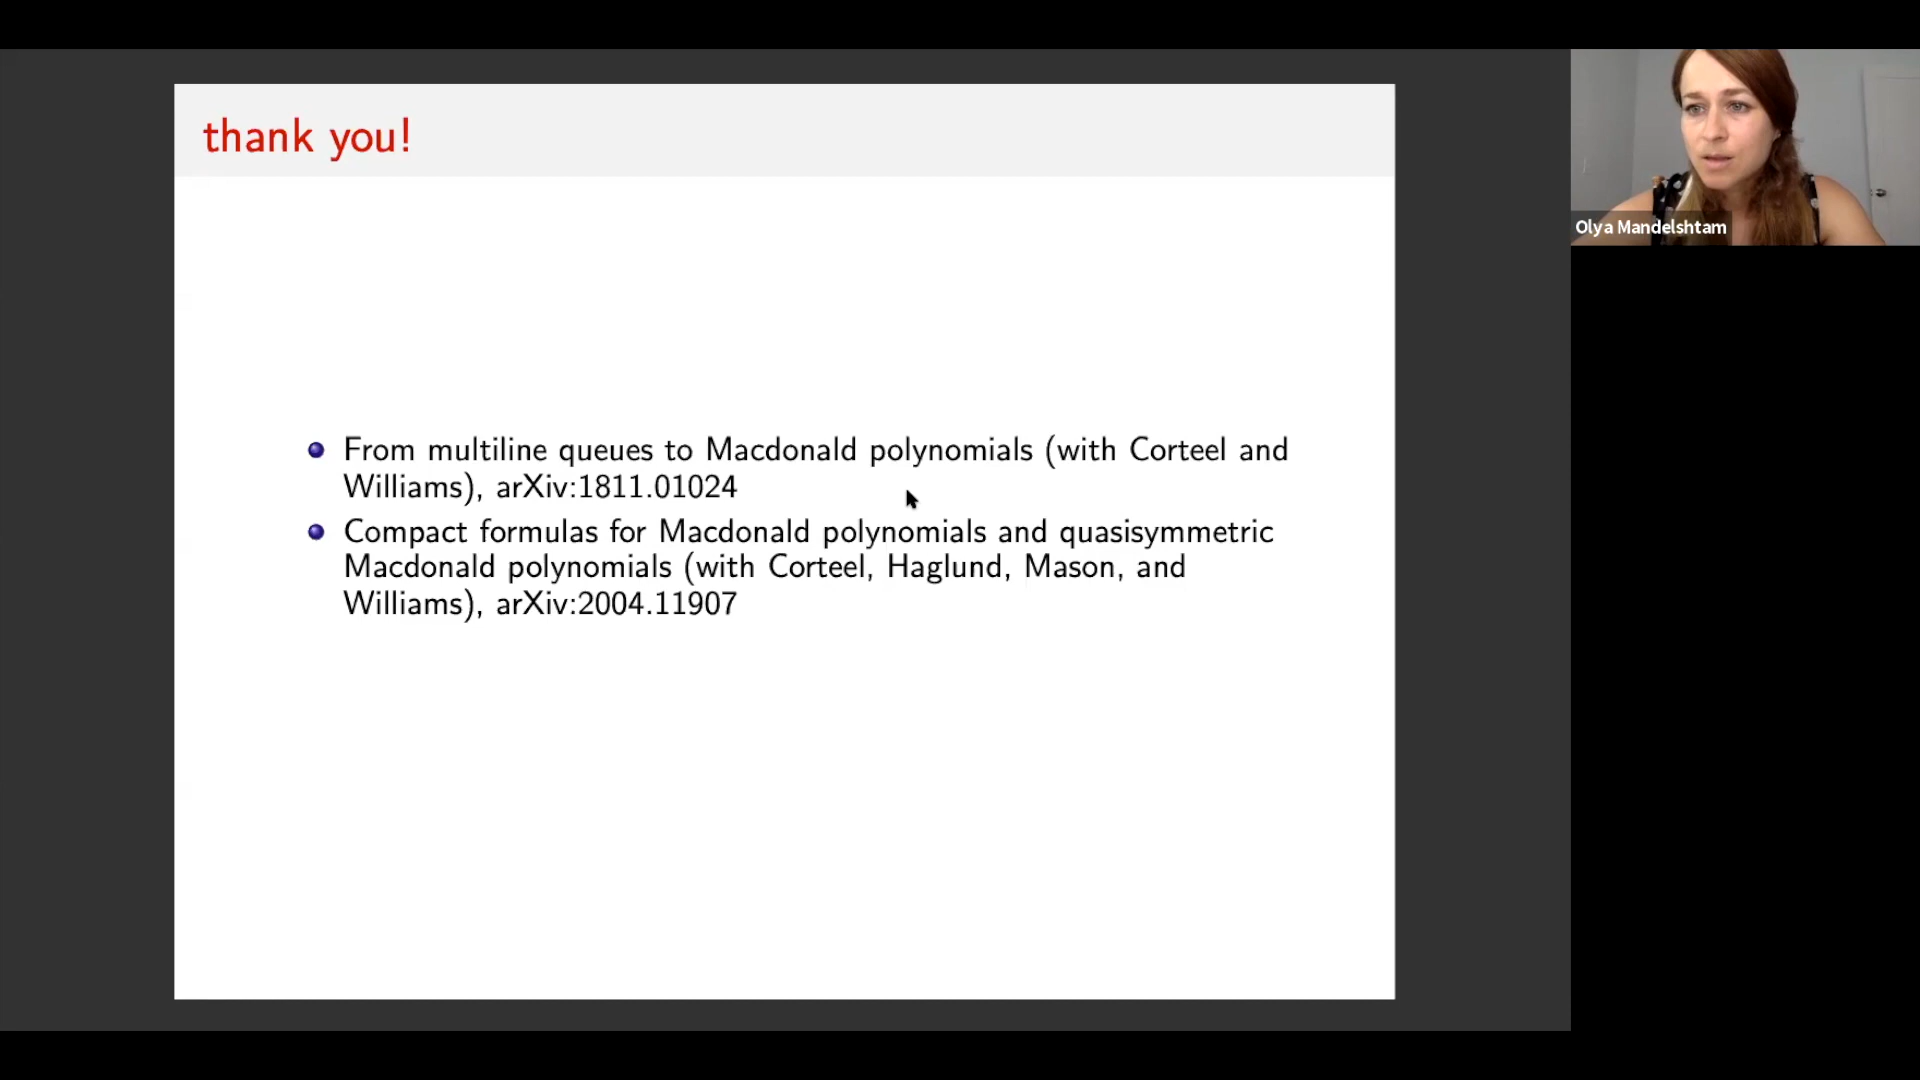 thank you!
From multiline queues to Macdonald polynomials (with Corteel and
Williams), arXiv:1811.01024
Compact formulas for Macdonald polynomials and quasisymmetric
Macdonald polynomials (with Corteel, Haglund, Mason, and
Williams), arXiv:2004.11907
Olya Mandelshtam